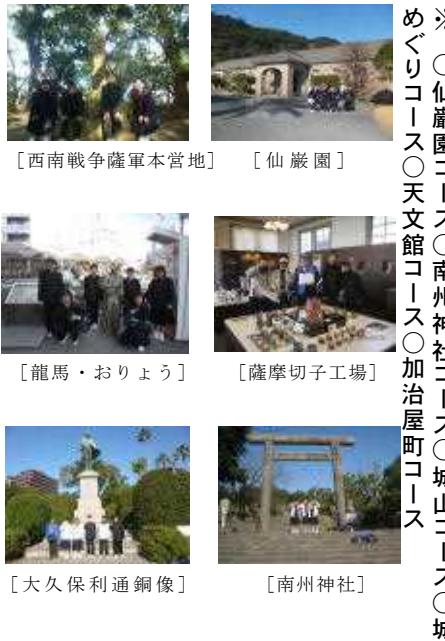 ※ ○仙巌園コース○南州神社コース○城山コース○城
めぐりコース○天文館コース○加治屋町コース
[西南戦争薩軍本営地]
[仙巌園]
[龍馬・おりょう]
[薩摩切子工場]
[大久保利通銅像]
[南州神社]